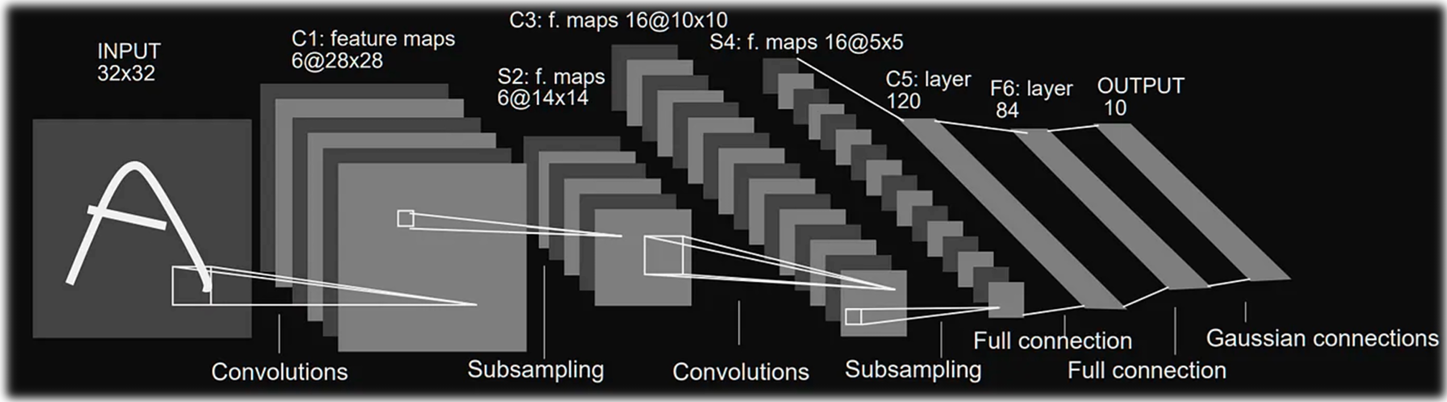 INPUT
32x32
C1: feature maps
6@28x28
S2: f. maps
6@14x14
C3: f. maps 16@10x10
S4: f. maps 16@5x5
C5: layer
120
F6: layer
84
OUTPUT
10
Convolutions
Subsampling
Convolutions
Subsampling
Full connection
Full connection
Gaussian connections